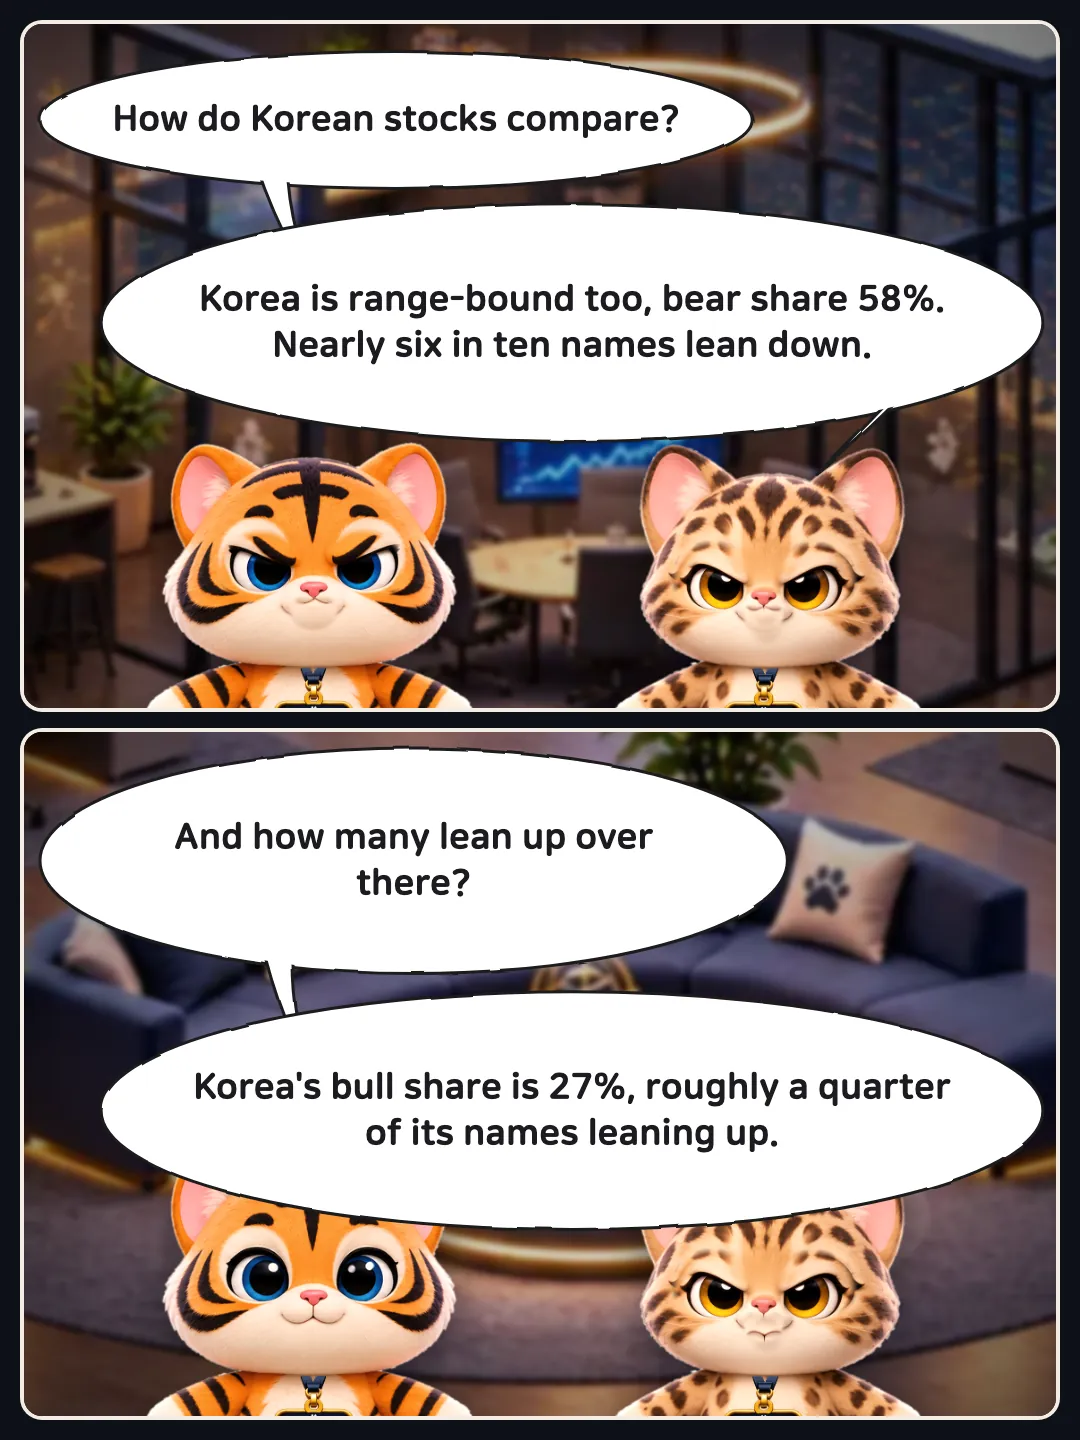 How do Korean stocks compare?
Korea is range-bound too, bear share 58%.
Nearly six in ten names lean down.
And how many lean up over
there?
Korea's bull share is 27%, roughly a quarter
of its names leaning up.